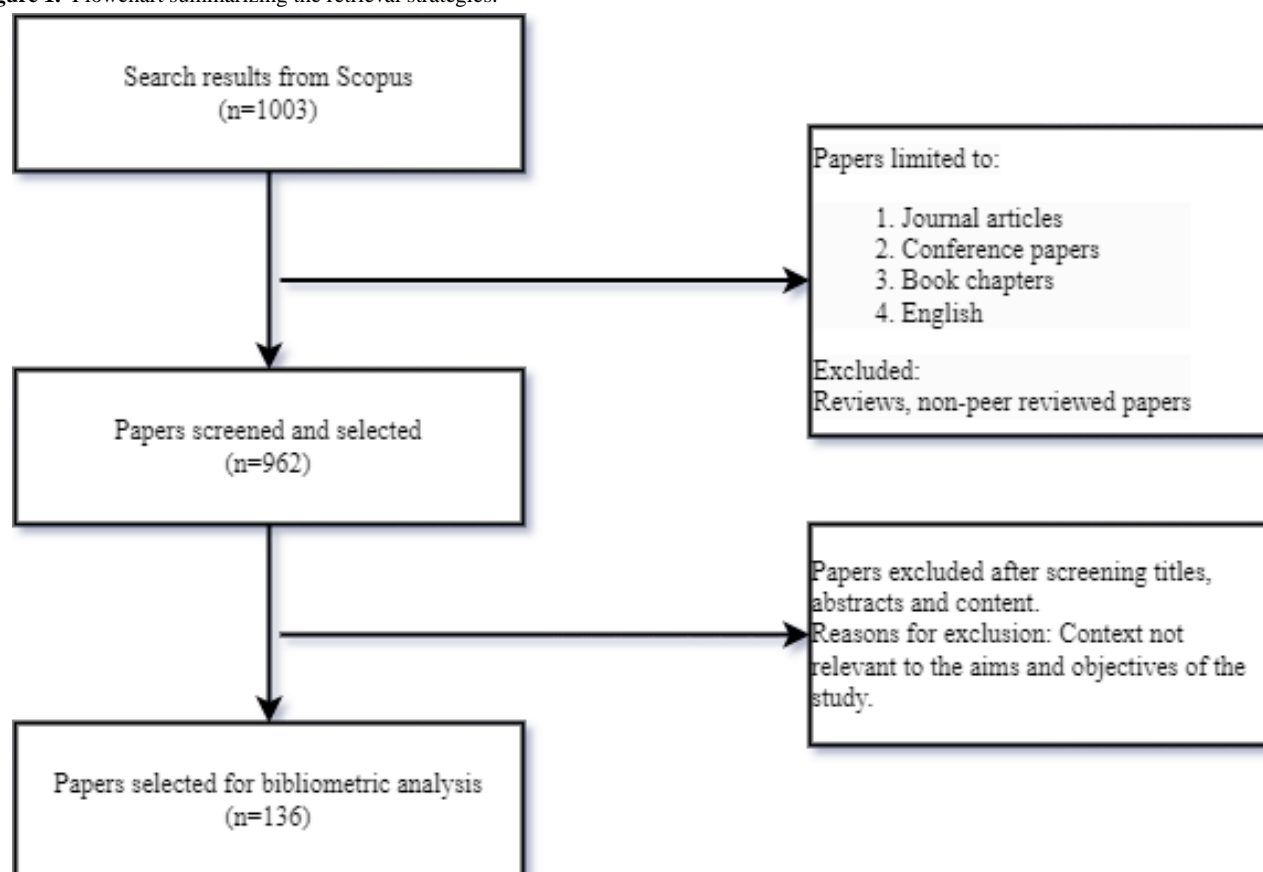 Figure 1. Flowchart summarizing the retrieval strategies.
Search results from Scopus
(n=1003)
Papers limited to:
1. Journal articles
2. Conference papers
3. Book chapters
4. English
Excluded:
Reviews, non-peer reviewed papers
Papers screened and selected
(n=962)
Papers excluded after screening titles,
abstracts and content.
Reasons for exclusion: Context not
relevant to the aims and objectives of the
study.
Papers selected for bibliometric analysis
(n=136)